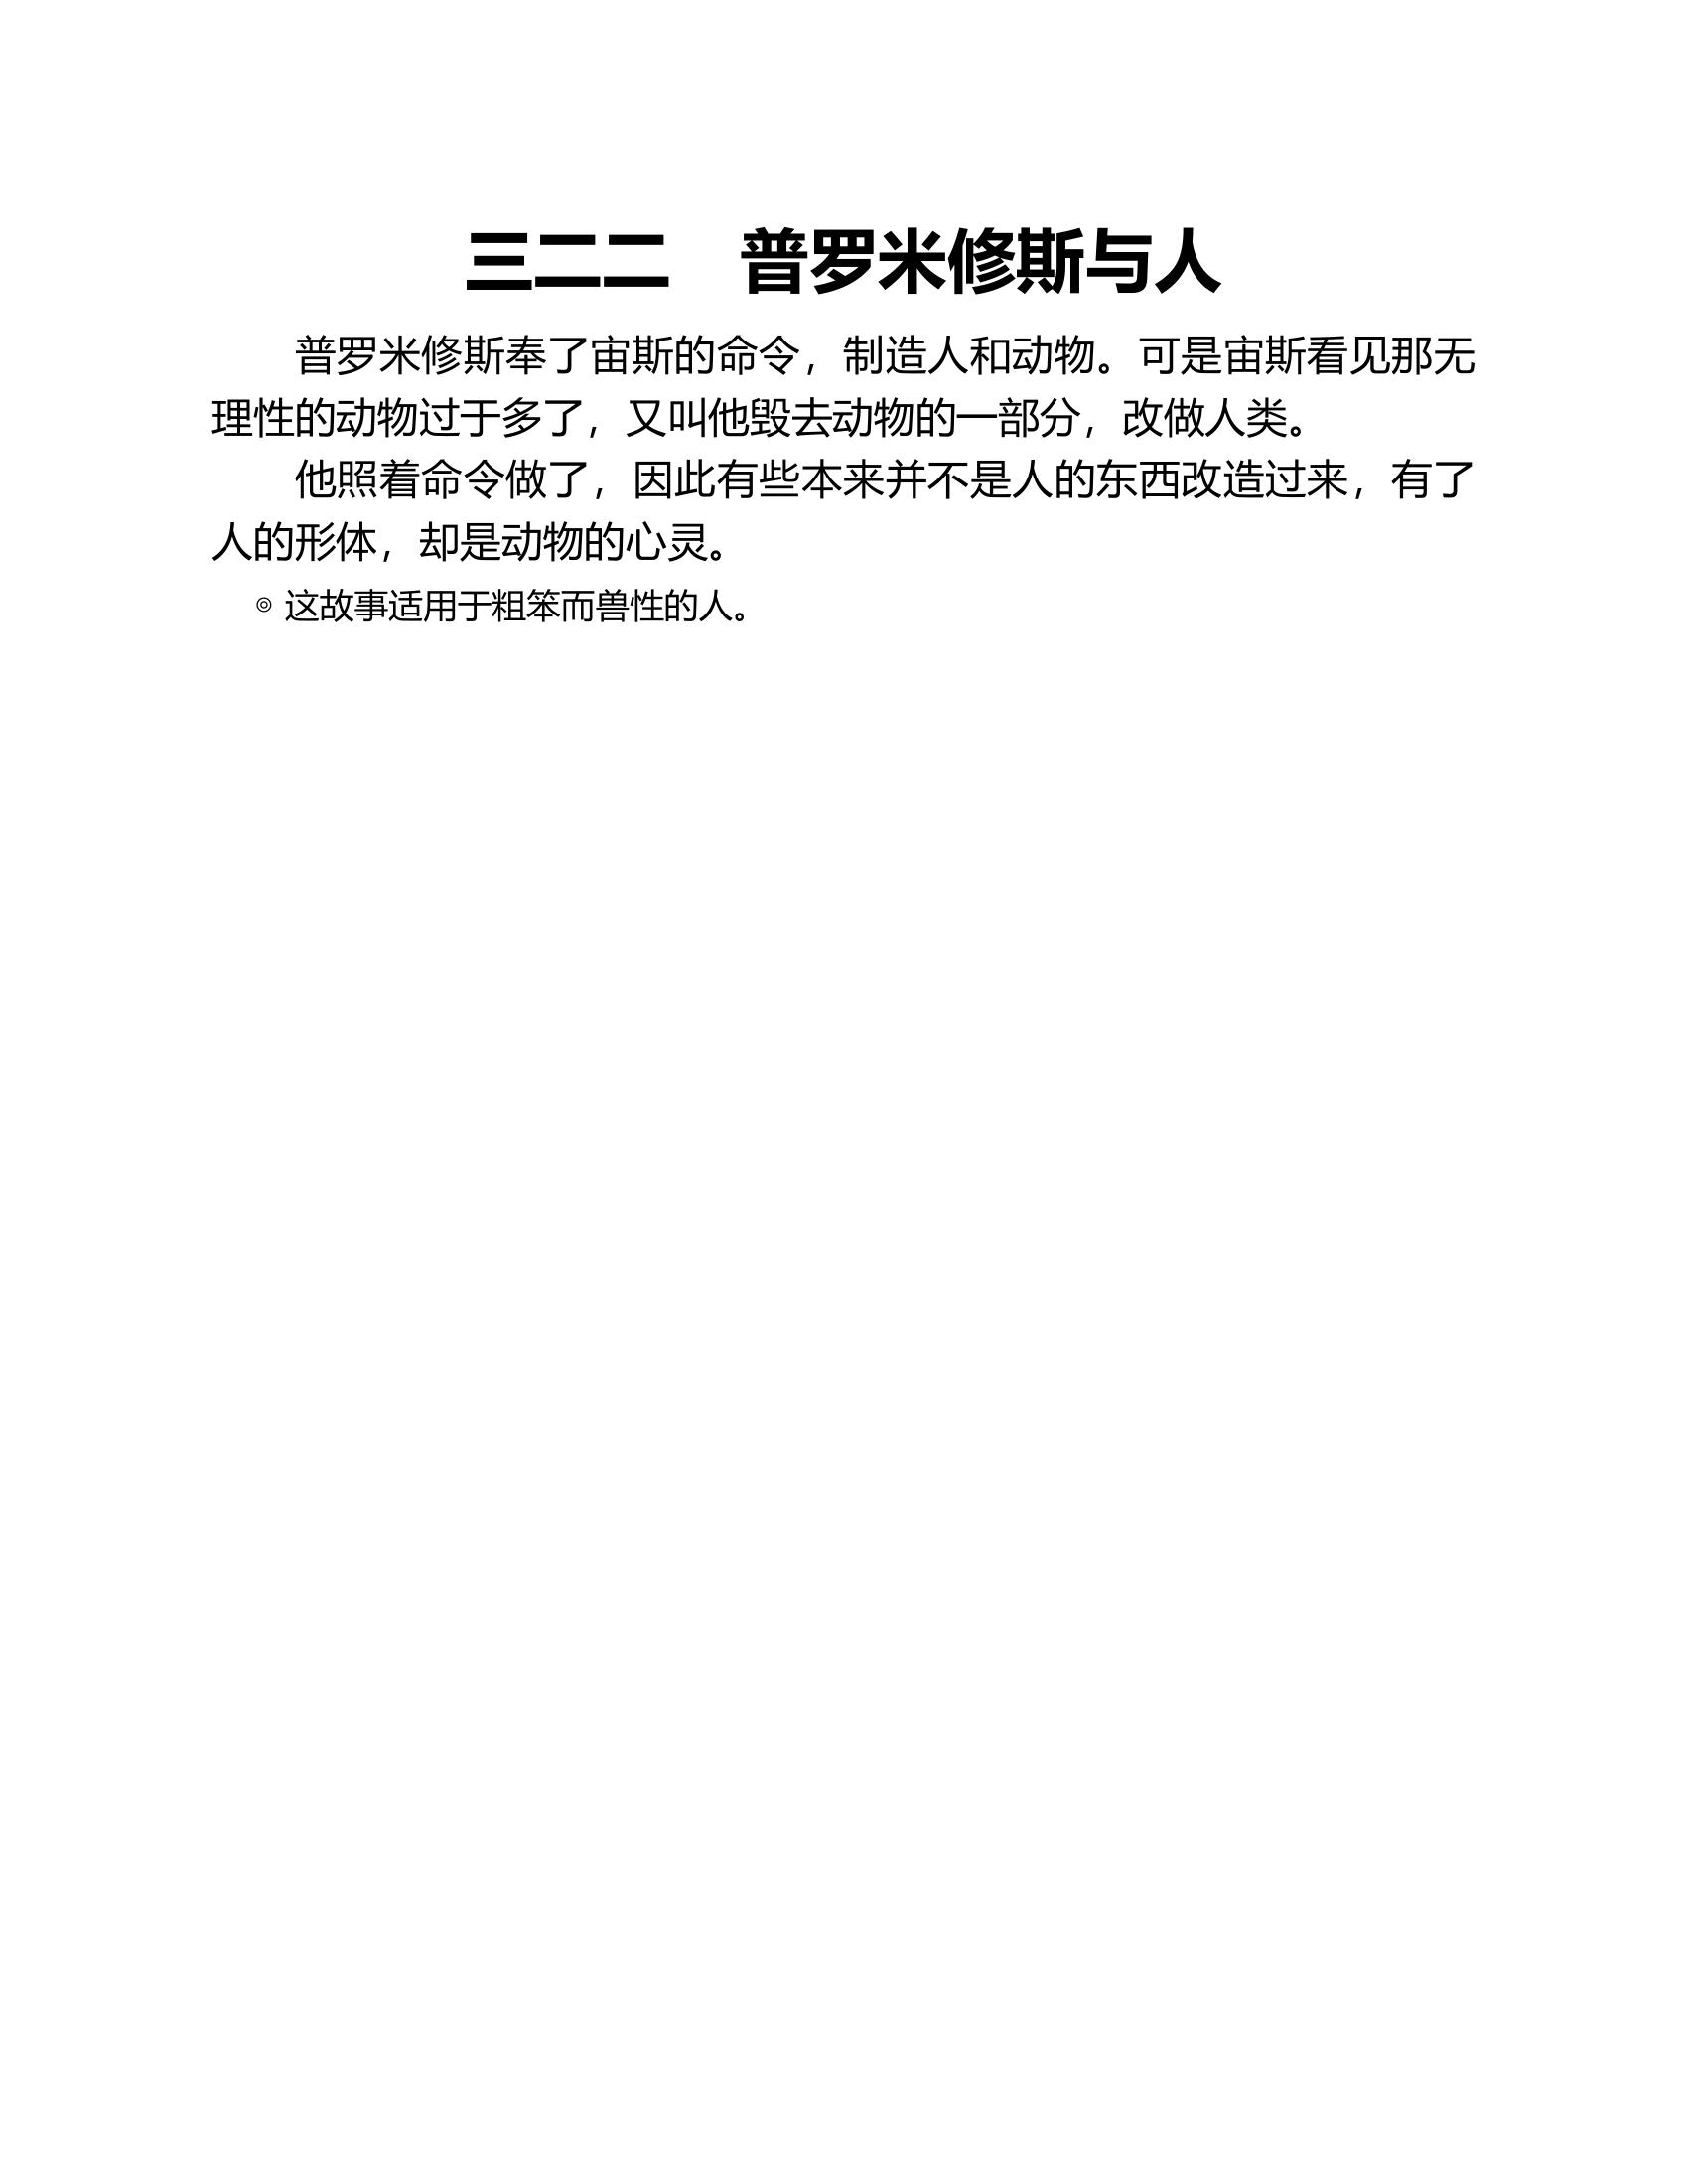 三二二　普罗米修斯与人
普罗米修斯奉了宙斯的命令，制造人和动物。可是宙斯看见那无
理性的动物过于多了，又叫他毁去动物的一部分，改做人类。
他照着命令做了，因此有些本来并不是人的东西改造过来，有了
人的形体，却是动物的心灵。
◎ 这故事适用于粗笨而兽性的人。